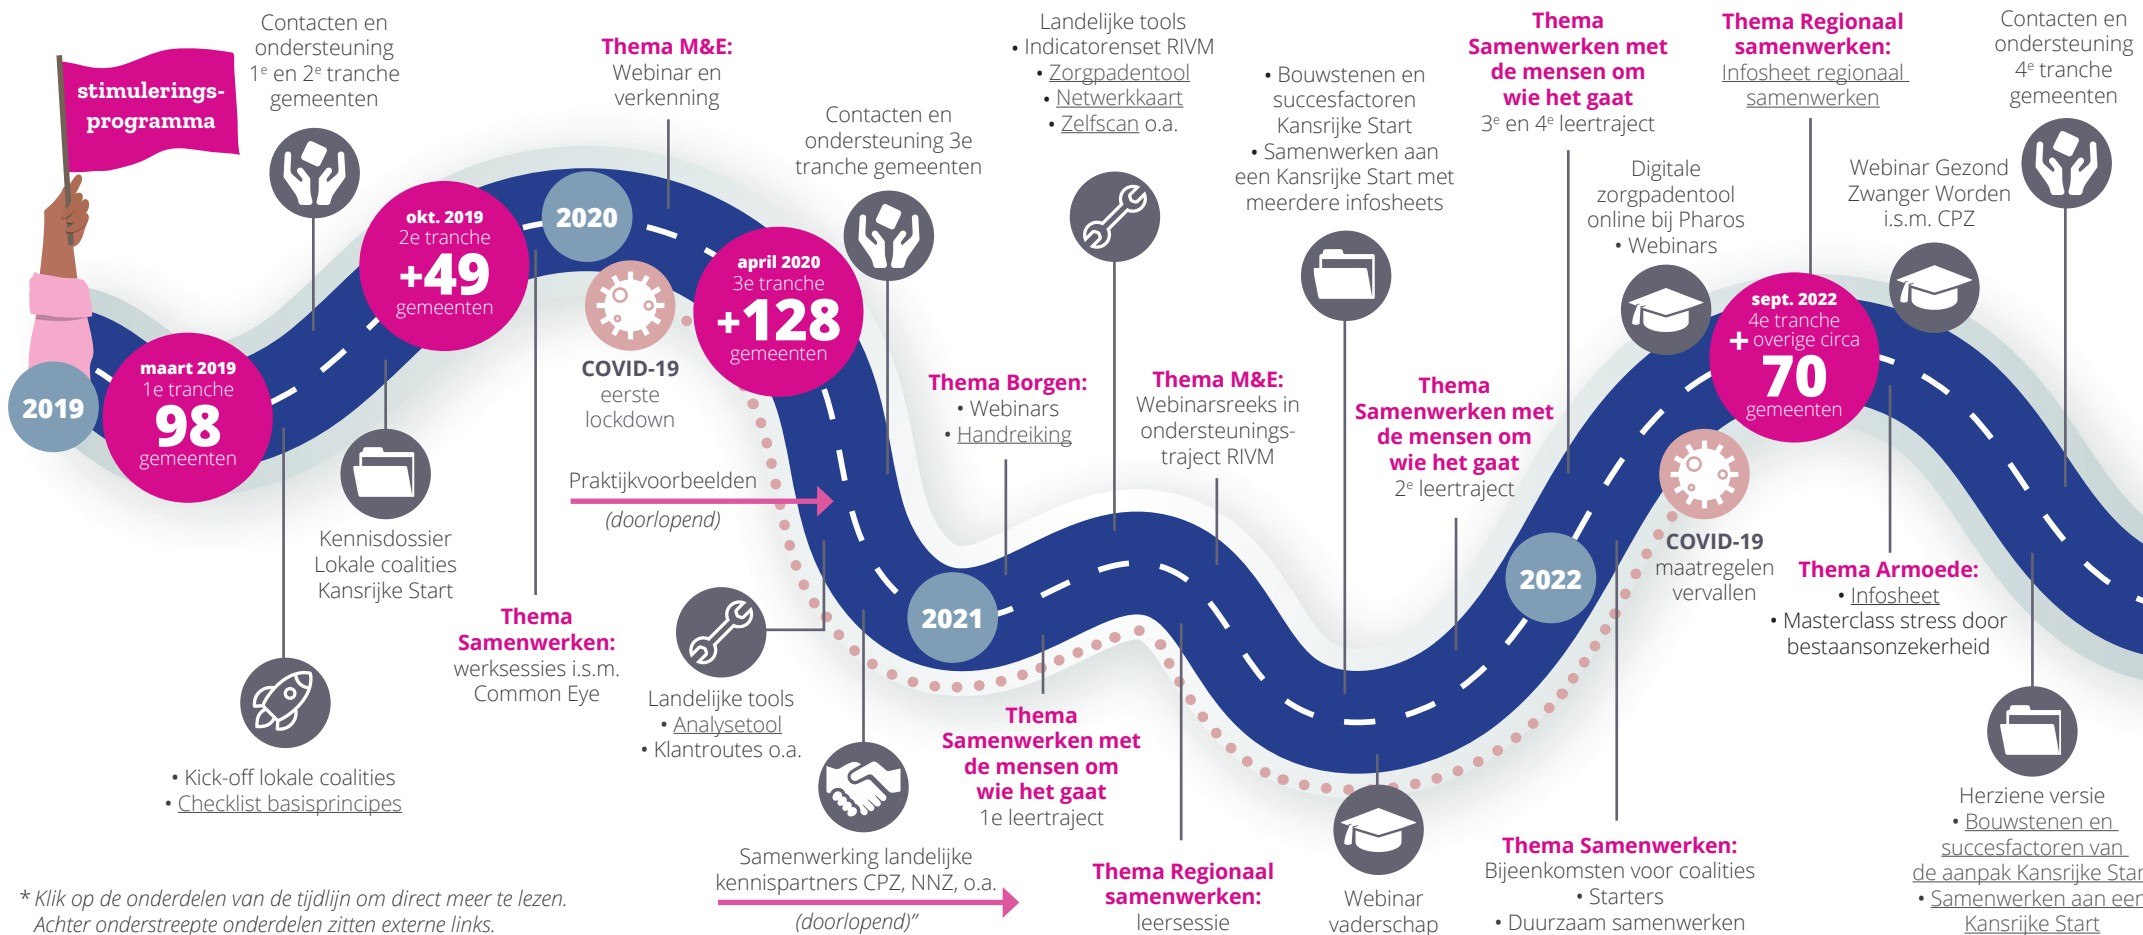 stimulerings-
programma
Contacten en
ondersteuning
1e en 2e tranche
gemeenten
2019
maart 2019
1e tranche
98
gemeenten
• Kick-off lokale coalities
• Checklist basisprincipes
Kennisdossier
Lokale coalities
Kansrijke Start
okt. 2019
2e tranche
+49
gemeenten
Thema
Samenwerken:
werksessies i.s.m.
Common Eye
2020
Thema M&E:
Webinar en
verkenning
COVID-19
eerste
lockdown
april 2020
3e tranche
+128
gemeenten
Contacten en
ondersteuning 3e
tranche gemeenten
Praktijkvoorbeelden
(doorlopend)
Landelijke tools
• Analysetool
• Klantroutes o.a.
Samenwerking landelijke
kennispartners CPZ, NNZ, o.a.
(doorlopend)”
2021
Thema Borgen:
• Webinars
• Handreiking
Thema
Samenwerken met
de mensen om
wie het gaat
1e leertraject
Landelijke tools
• Indicatorenset RIVM
• Zorgpadentool
• Netwerkkaart
• Zelfscan o.a.
Thema Regionaal
samenwerken:
leersessie
Thema M&E:
Webinarsreeks in
ondersteunings-
traject RIVM
• Bouwstenen en
succesfactoren
Kansrijke Start
• Samenwerken aan
een Kansrijke Start met
meerdere infosheets
Webinar
vaderschap
Thema
Samenwerken met
de mensen om
wie het gaat
2e leertraject
2022
Thema
Samenwerken met
de mensen om
wie het gaat
3e en 4e leertraject
Thema Samenwerken:
Bijeenkomsten voor coalities
• Starters
• Duurzaam samenwerken
Digitale
zorgpadentool
online bij Pharos
• Webinars
COVID-19
maatregelen
vervallen
Thema Regionaal
samenwerken:
Infosheet regionaal
samenwerken
sept. 2022
4e tranche
+ overige circa
70
gemeenten
Thema Armoede:
• Infosheet
• Masterclass stress door
bestaansonzekerheid
Webinar Gezond
Zwanger Worden
i.s.m. CPZ
Contacten en
ondersteuning
4e tranche
gemeenten
Herziene versie
• Bouwstenen en
succesfactoren van
de aanpak Kansrijke Star
• Samenwerken aan een
Kansrijke Start
* Klik op de onderdelen van de tijdlijn om direct meer te lezen.
Achter onderstreepte onderdelen zitten externe links.